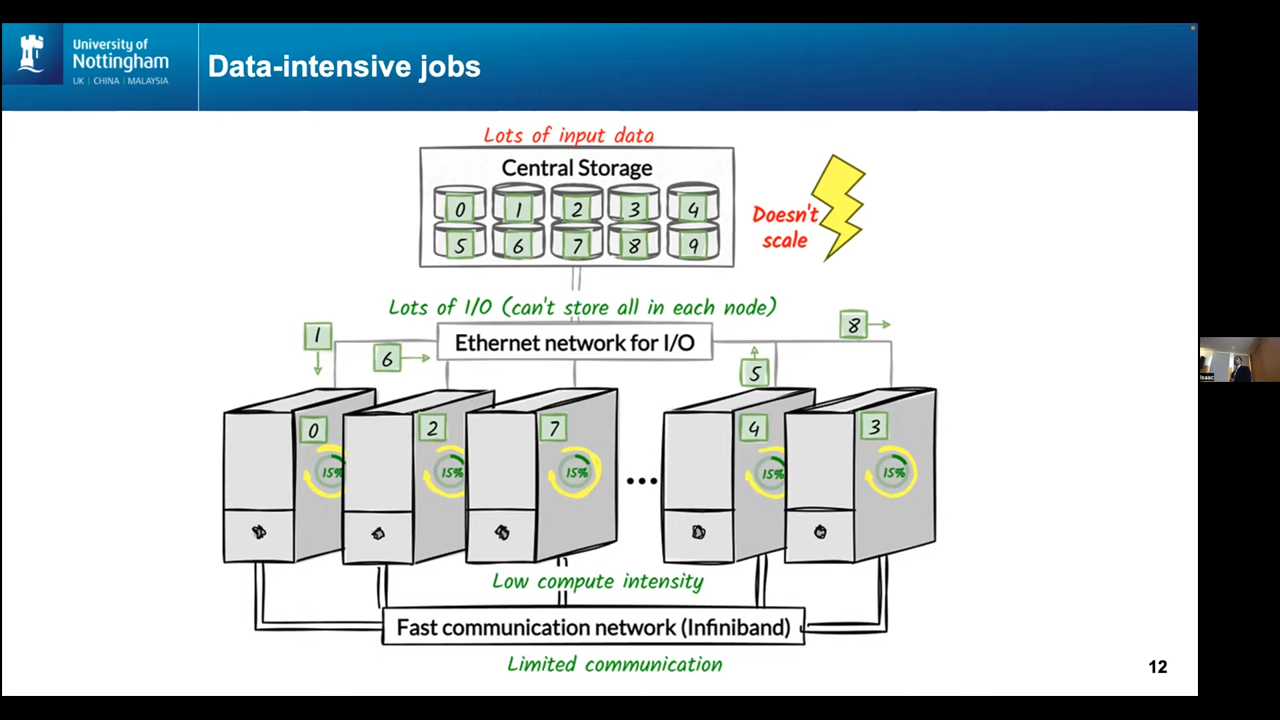 University of
Nottingham
UK | CHINA | MALAYSIA
Data-intensive jobs
Lots of input data
Central Storage
0 1 2 3 4
5 6 7 8 9
Doesn't
scale
Lots of I/O (can't store all in each node)
Ethernet network for I/O
1
6
5
8
0 2 7 4 3
15% 15% 15% 15% 15%
...
Low compute intensity
Fast communication network (Infiniband)
Limited communication
12
Isaac